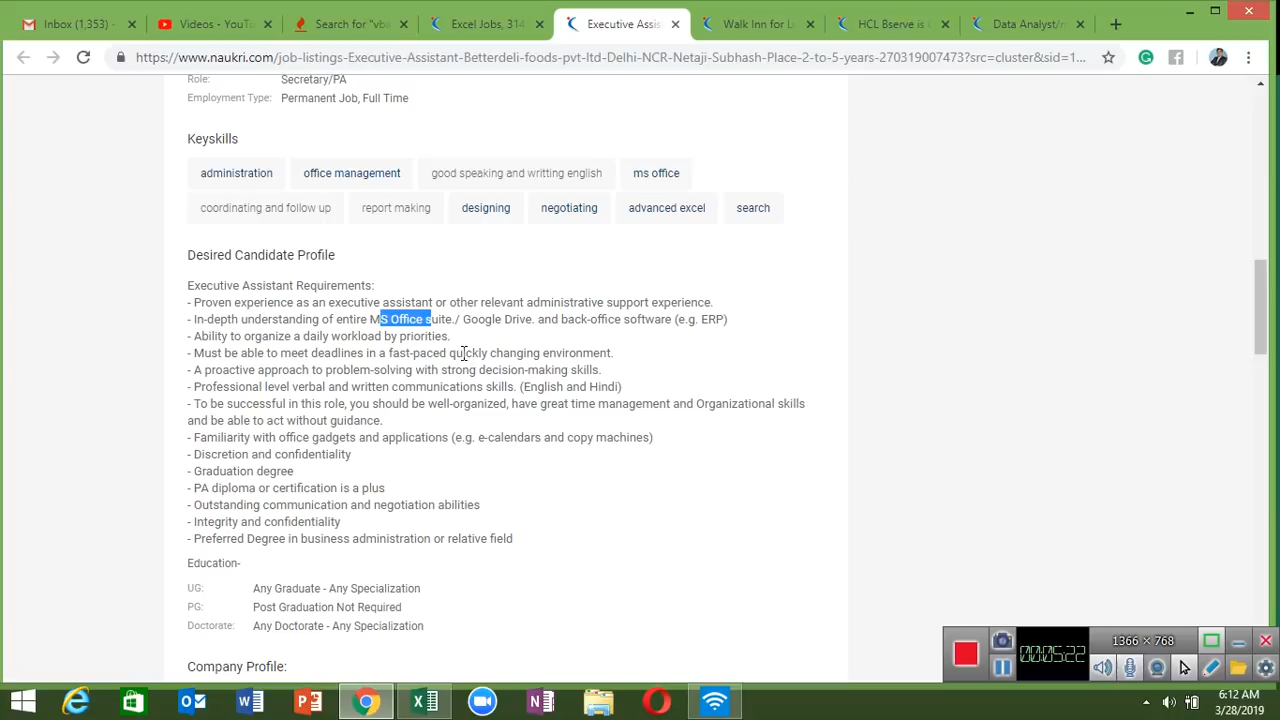 Inbox (1,353)
Videos - YouTu
Search for "vba
Excel Jobs, 314
Executive Assis
Walk Inn for L
HCL Bserve is
Data Analyst/m
https://www.naukri.com/job-listings-Executive-Assistant-Betterdeli-foods-pvt-ltd-Delhi-NCR-Netaji-Subhash-Place-2-to-5-years-270319007473?src=cluster&sid=1...
Role: Secretary/PA
Employment Type: Permanent Job, Full Time
Keyskills
administration office management good speaking and writting english ms office
coordinating and follow up report making designing negotiating advanced excel search
Desired Candidate Profile
Executive Assistant Requirements:
- Proven experience as an executive assistant or other relevant administrative support experience.
- In-depth understanding of entire MS Office suite./ Google Drive. and back-office software (e.g. ERP)
- Ability to organize a daily workload by priorities.
- Must be able to meet deadlines in a fast-paced quickly changing environment.
- A proactive approach to problem-solving with strong decision-making skills.
- Professional level verbal and written communications skills. (English and Hindi)
- To be successful in this role, you should be well-organized, have great time management and Organizational skills
and be able to act without guidance.
- Familiarity with office gadgets and applications (e.g. e-calendars and copy machines)
- Discretion and confidentiality
- Graduation degree
- PA diploma or certification is a plus
- Outstanding communication and negotiation abilities
- Integrity and confidentiality
- Preferred Degree in business administration or relative field
Education-
UG: Any Graduate - Any Specialization
PG: Post Graduation Not Required
Doctorate: Any Doctorate - Any Specialization
Company Profile:
00:05:22
1366 × 768
6:12 AM
3/28/2019